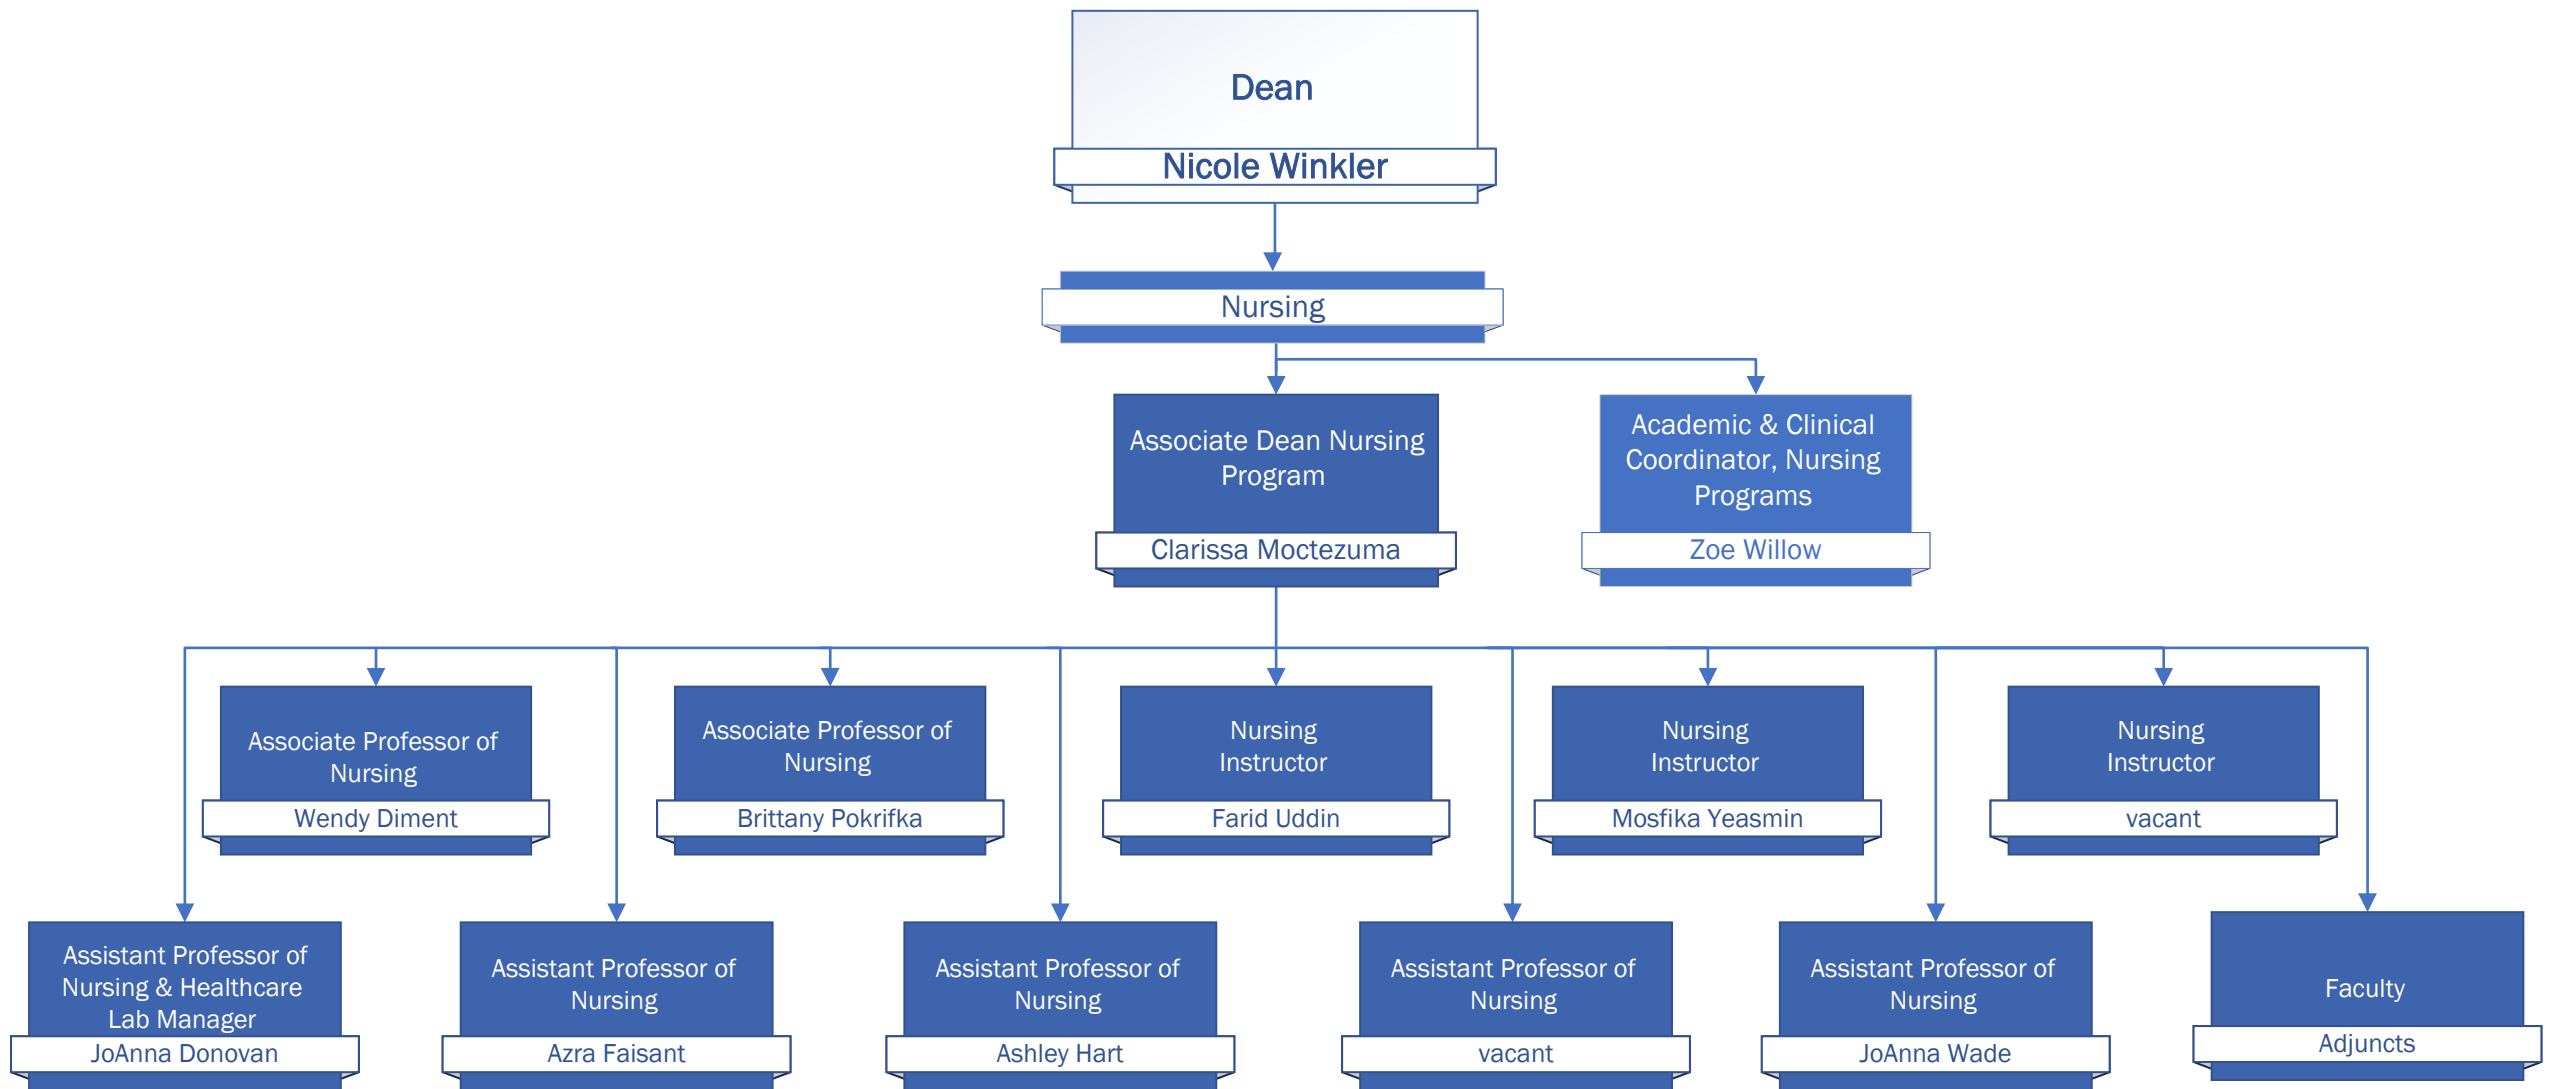 Dean
Nicole Winkler
Nursing
Associate Dean Nursing
Program
Clarissa Moctezuma
Academic & Clinical
Coordinator, Nursing
Programs
Zoe Willow
Associate Professor of
Nursing
Wendy Diment
Associate Professor of
Nursing
Brittany Pokrifka
Nursing
Instructor
Farid Uddin
Nursing
Instructor
Mosfika Yeasmin
Nursing
Instructor
vacant
Assistant Professor of
Nursing & Healthcare
Lab Manager
JoAnna Donovan
Assistant Professor of
Nursing
Azra Faisant
Assistant Professor of
Nursing
Ashley Hart
Assistant Professor of
Nursing
vacant
Assistant Professor of
Nursing
JoAnna Wade
Faculty
Adjuncts